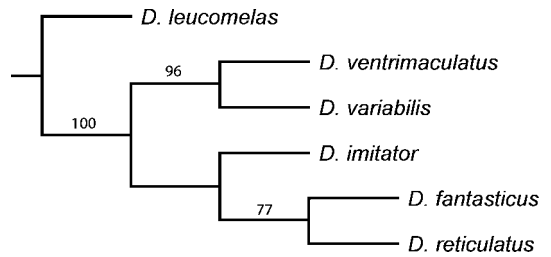 D. leucomelas
D. ventrimaculatus
96
D. variabilis
100
D. imitator
D. fantasticus
77
D. reticulatus